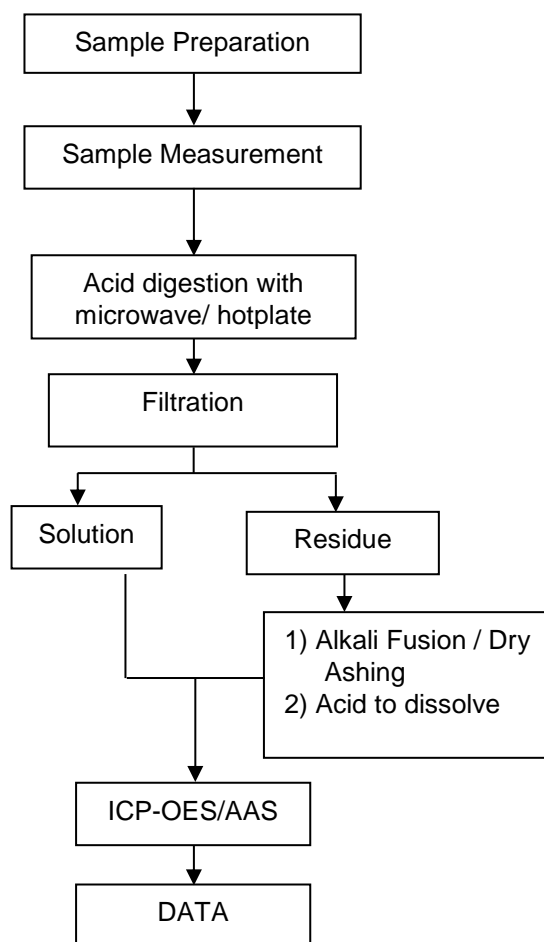 Sample Preparation
Sample Measurement
Acid digestion with
microwave/ hotplate
Filtration
Solution
Residue
1) Alkali Fusion / Dry
Ashing
2) Acid to dissolve
ICP-OES/AAS
DATA